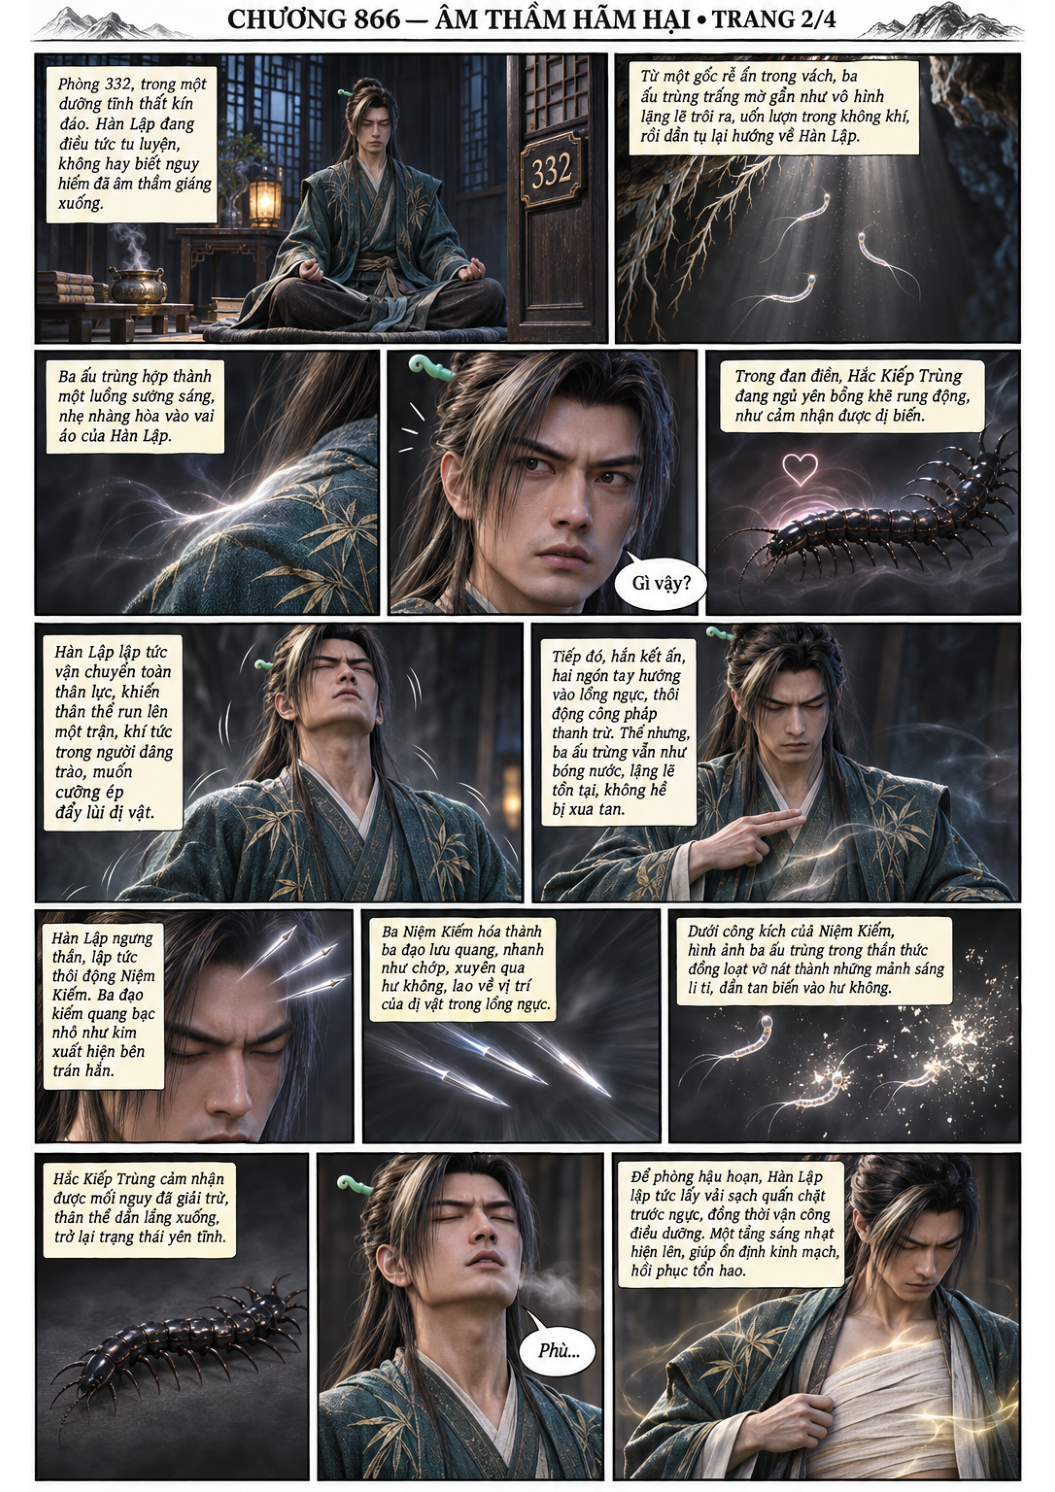 CHƯƠNG 866 — ÂM THẦM HÃM HẠI • TRANG 2/4
Phòng 332, trong một
dưỡng tĩnh thất kín
đáo. Hàn Lập đang
điều tức tu luyện,
không hay biết nguy
hiểm đã âm thầm giáng
xuống.
332
Từ một gốc rễ ẩn trong vách, ba
ấu trùng trắng mờ gần như vô hình
lặng lẽ trôi ra, uốn lượn trong không khí,
rồi dần tụ lại hướng về Hàn Lập.
Ba ấu trùng hợp thành
một luồng sương sáng,
nhẹ nhàng hòa vào vai
áo của Hàn Lập.
Gì vậy?
Trong đan điền, Hắc Kiếp Trùng
đang ngủ yên bỗng khẽ rung động,
như cảm nhận được dị biến.
Hàn Lập lập tức
vận chuyển toàn
thân lực, khiến
thân thể run lên
một trận, khí tức
trong người dâng
trào, muốn
cưỡng ép
đẩy lùi dị vật.
Tiếp đó, hắn kết ấn,
hai ngón tay hướng
vào lồng ngực, thôi
động công pháp
thanh trừ. Thế nhưng,
ba ấu trừng vẫn như
bóng nước, lặng lẽ
tồn tại, không hề
bị xua tan.
Hàn Lập ngưng
thần, lập tức
thôi động Niệm
Kiếm. Ba đạo
kiếm quang bạc
nhỏ như kim
xuất hiện bên
trán hắn.
Ba Niệm Kiếm hóa thành
ba đạo lưu quang, nhanh
như chớp, xuyên qua
hư không, lao về vị trí
của dị vật trong lồng ngực.
Dưới công kích của Niệm Kiếm,
hình ảnh ba ấu trùng trong thần thức
đồng loạt vỡ nát thành những mảnh sáng
li ti, dần tan biến vào hư không.
Hắc Kiếp Trùng cảm nhận
được mối nguy đã giải trừ,
thân thể dần lắng xuống,
trở lại trạng thái yên tĩnh.
Phù...
Để phòng hậu hoạn, Hàn Lập
lập tức lấy vải sạch quấn chặt
trước ngực, đồng thời vận công
điều dưỡng. Một tầng sáng nhạt
hiện lên, giúp ổn định kinh mạch,
hồi phục tổn hao.